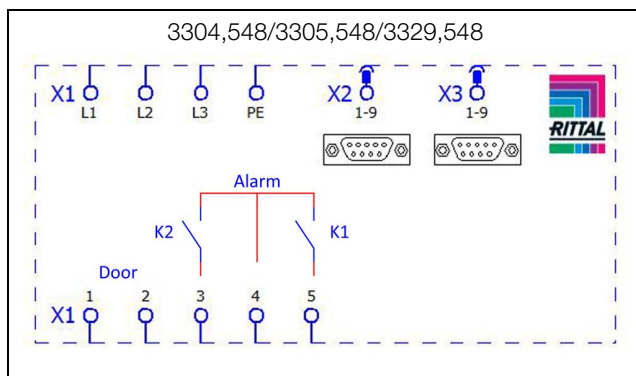 3304,548/3305,548/3329,548
X1 L1 L2 L3 PE X2 1-9 X3 1-9
RITTAL
Alarm
K2 K1
Door
X1 1 2 3 4 5